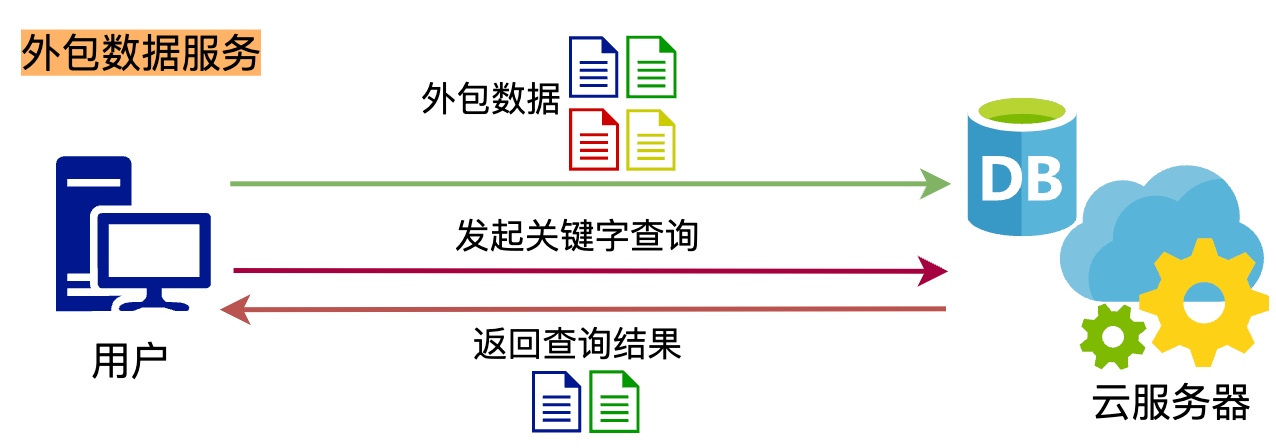 外包数据服务
外包数据
DB
发起关键字查询
返回查询结果
用户
云服务器